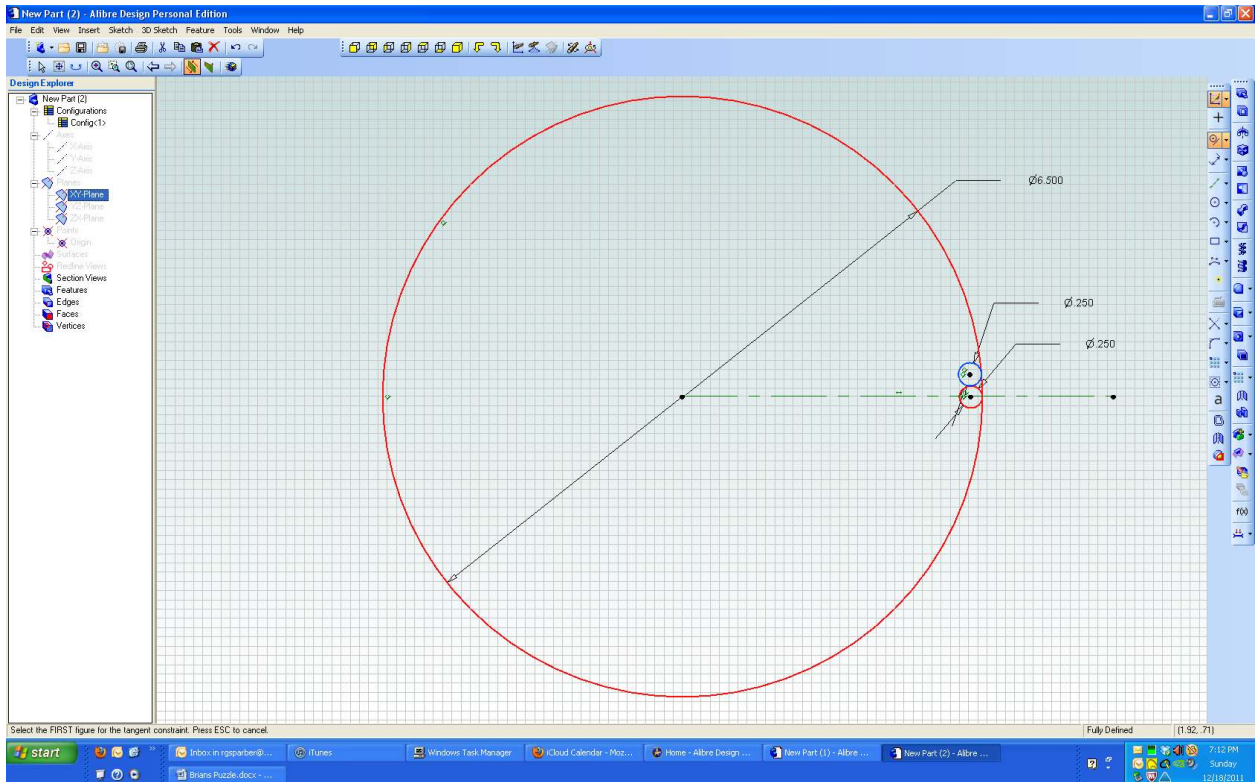 New Part (2) - Alibre Design Personal Edition
File Edit View Insert Sketch 3D Sketch Feature Tools Window Help
Design Explorer
New Part (2)
Configurations
Config<1>
Axes
X-Axis
Y-Axis
Z-Axis
Planes
XY-Plane
YZ-Plane
ZX-Plane
Points
Origin
Surfaces
Redline Views
Section Views
Features
Edges
Faces
Vertices
Ø6.500
Ø.250
Ø.250
a
f(x)
Select the FIRST figure for the tangent constraint. Press ESC to cancel.
Fully Defined
(1.92, .71)
start
Inbox in rgsparber@...
iTunes
Windows Task Manager
iCloud Calendar - Moz...
Home - Alibre Design ...
New Part (1) - Alibre ...
New Part (2) - Alibre ...
Brians Puzzle.docx - ...
7:12 PM
Sunday
12/18/2011